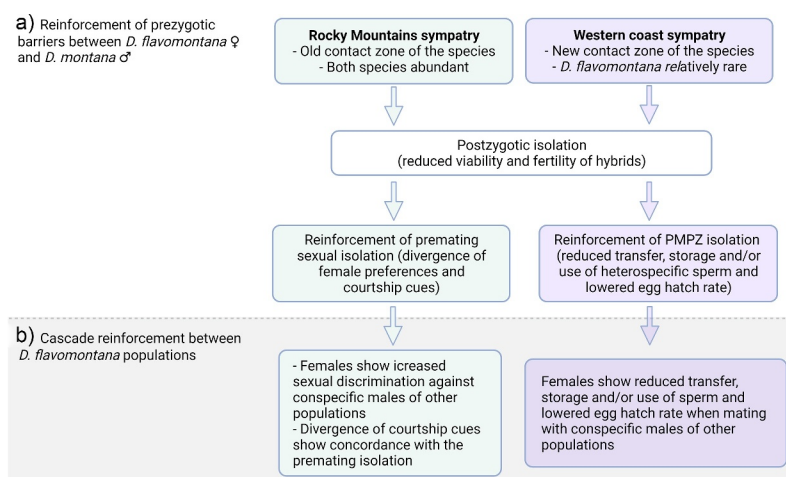 a) Reinforcement of prezygotic
barriers between D. flavomontana ♀
and D. montana ♂
Rocky Mountains sympatry
- Old contact zone of the species
- Both species abundant
Western coast sympatry
- New contact zone of the species
- D. flavomontana relatively rare
Postzygotic isolation
(reduced viability and fertility of hybrids)
Reinforcement of premating
sexual isolation (divergence of
female preferences and
courtship cues)
Reinforcement of PMPZ isolation
(reduced transfer, storage and/or
use of heterospecific sperm and
lowered egg hatch rate)
b) Cascade reinforcement between
D. flavomontana populations
- Females show icreased
sexual discrimination against
conspecific males of other
populations
- Divergence of courtship cues
show concordance with the
premating isolation
Females show reduced transfer,
storage and/or use of sperm and
lowered egg hatch rate when mating
with conspecific males of other
populations